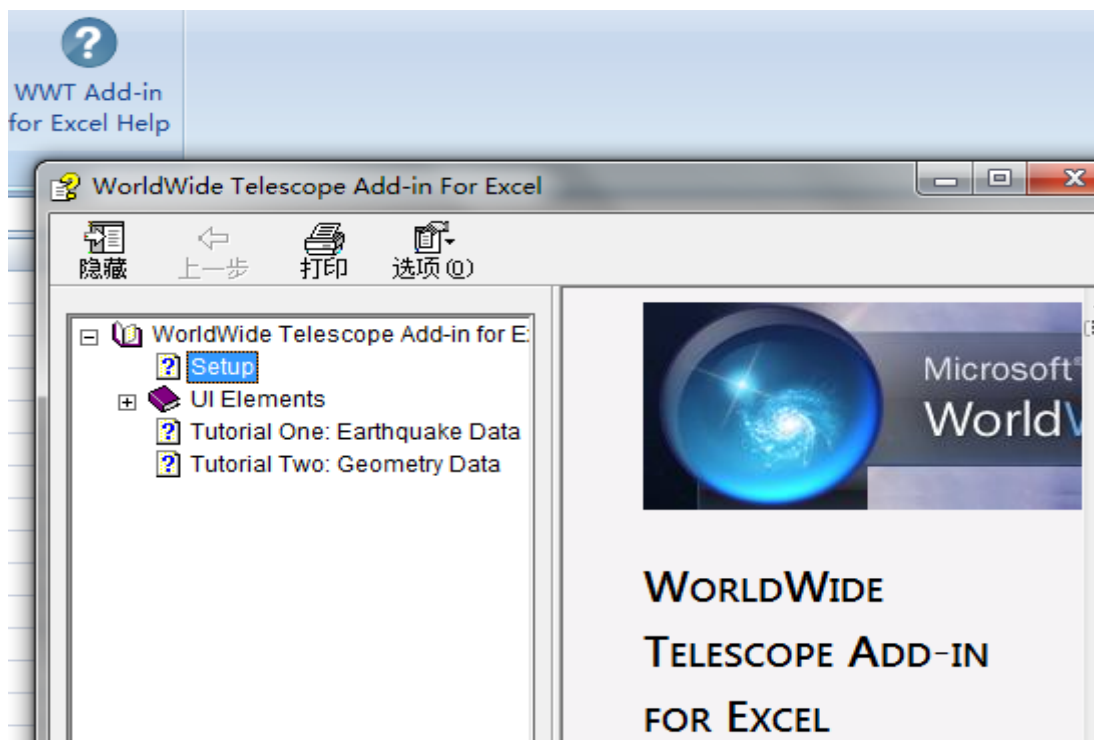 WWT Add-in
for Excel Help
WorldWide Telescope Add-in For Excel
隐藏 上一步 打印 选项(O)
WorldWide Telescope Add-in for E
Setup
UI Elements
Tutorial One: Earthquake Data
Tutorial Two: Geometry Data
Microsoft®
World
WORLDWIDE
TELESCOPE ADD-IN
FOR EXCEL